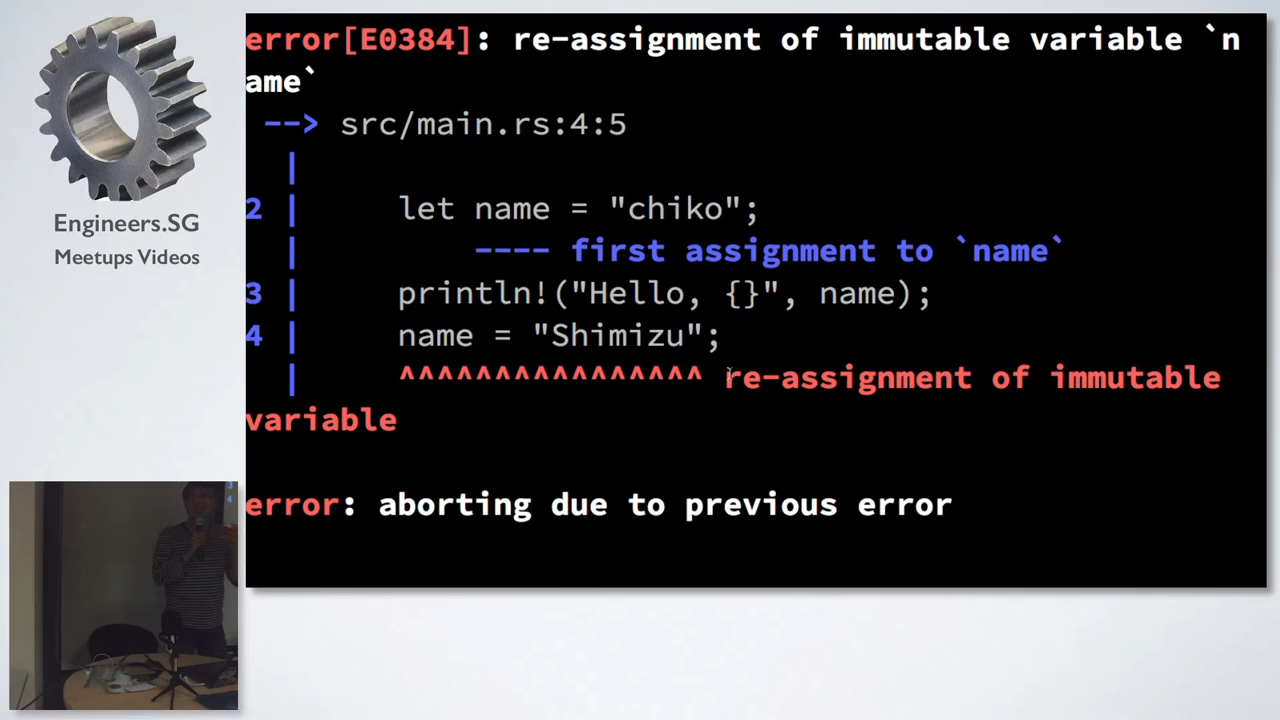 Engineers.SG
Meetups Videos
error[E0384]: re-assignment of immutable variable `n
ame`
--> src/main.rs:4:5
|
2 | let name = "chiko";
| ---- first assignment to `name`
3 | println!("Hello, {}", name);
4 | name = "Shimizu";
| ^^^^^^^^^^^^^^^^ re-assignment of immutable
variable
error: aborting due to previous error